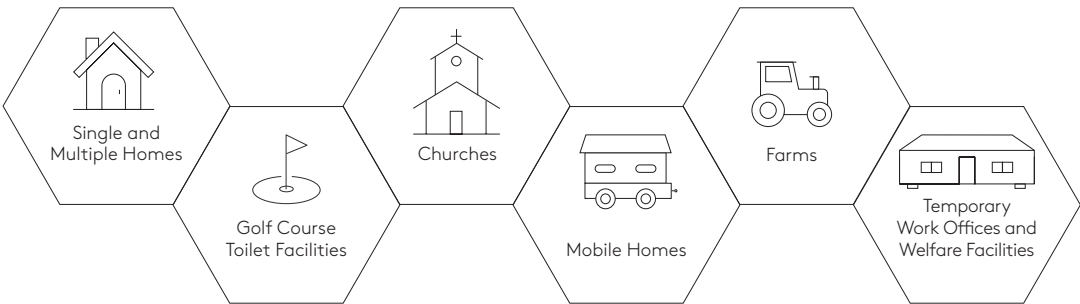 Single and
Multiple Homes
Golf Course
Toilet Facilities
Churches
Mobile Homes
Farms
Temporary
Work Offices and
Welfare Facilities